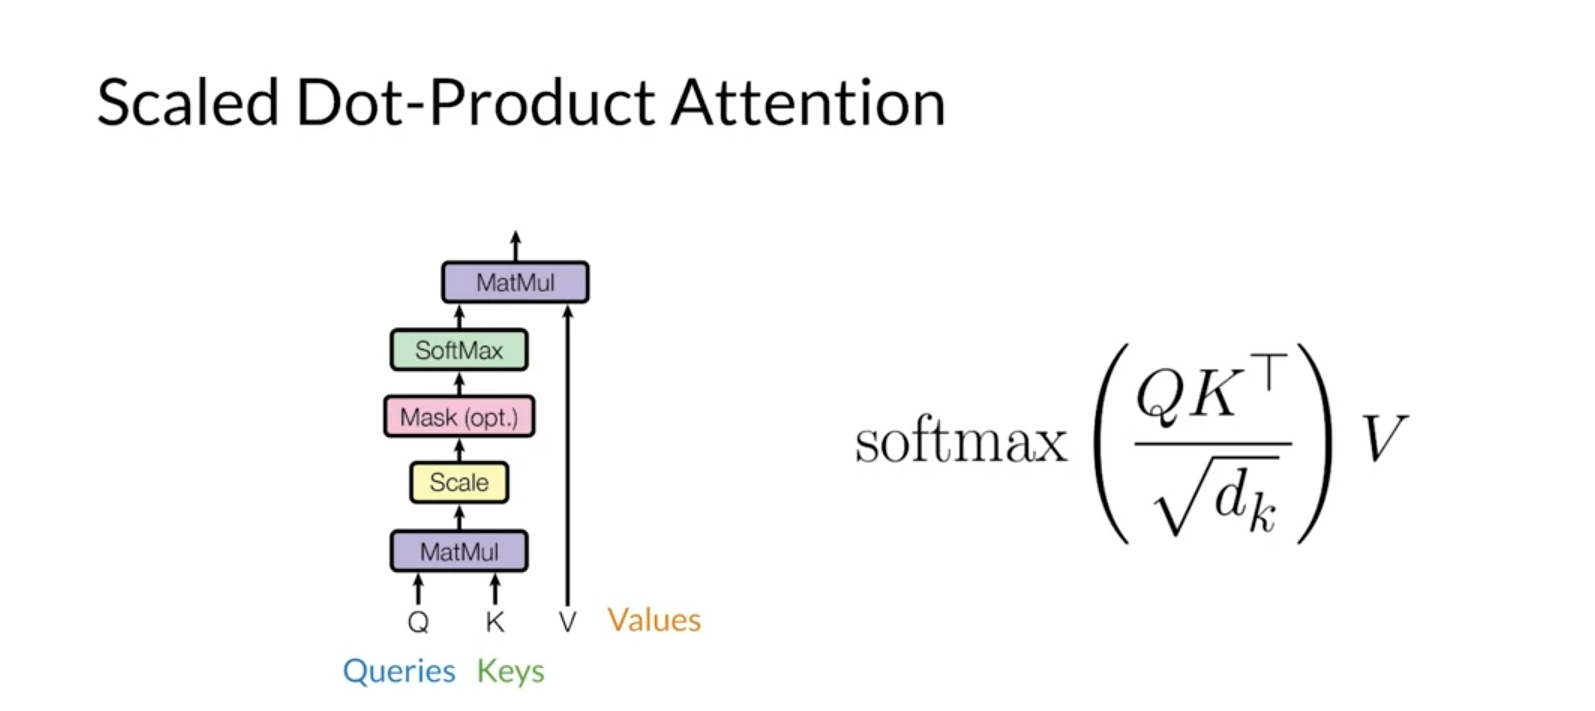 Scaled Dot-Product Attention
MatMul
SoftMax
Mask (opt.)
Scale
MatMul
Q K V Values
Queries Keys
softmax(QK^⊤/√d_k)V